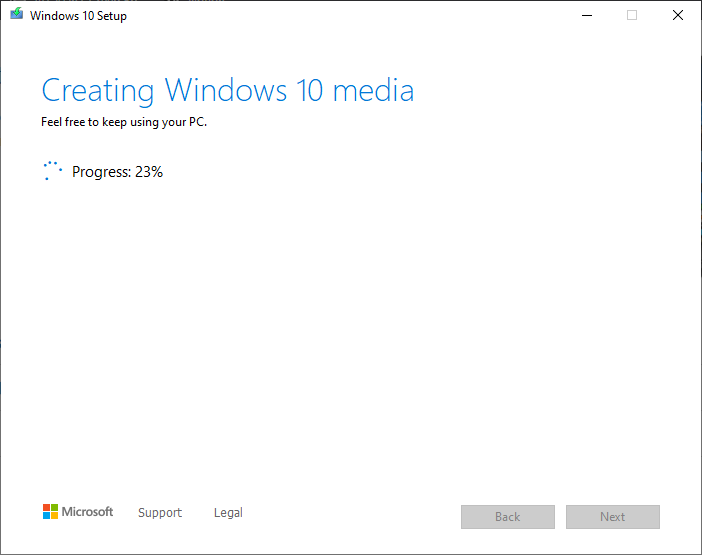 Windows 10 Setup
Creating Windows 10 media
Feel free to keep using your PC.
Progress: 23%
Microsoft Support Legal Back Next